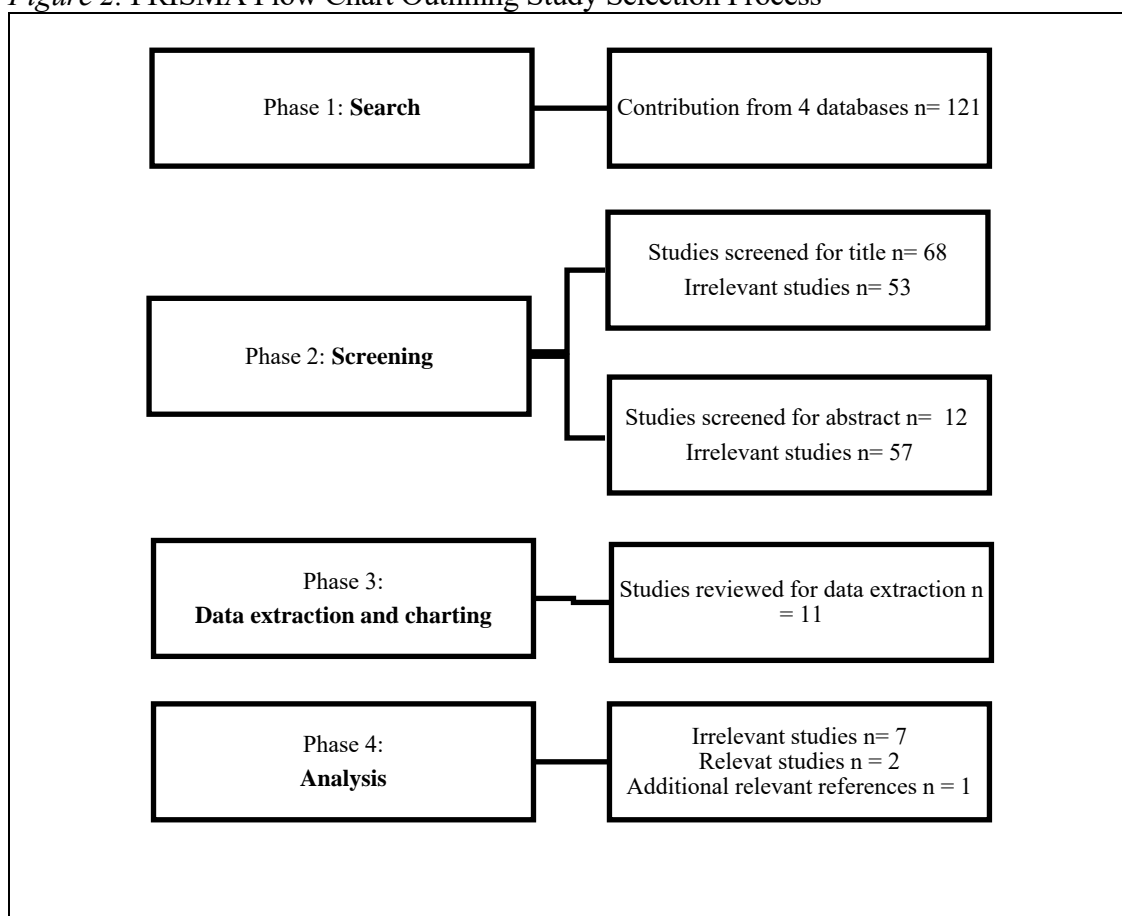 Figure 2: PRISMA Flow Chart Outlining Study Selection Process
Phase 1: Search
Contribution from 4 databases n= 121
Phase 2: Screening
Studies screened for title n= 68
Irrelevant studies n= 53
Studies screened for abstract n= 12
Irrelevant studies n= 57
Phase 3:
Data extraction and charting
Studies reviewed for data extraction n
= 11
Phase 4:
Analysis
Irrelevant studies n= 7
Relevat studies n = 2
Additional relevant references n = 1